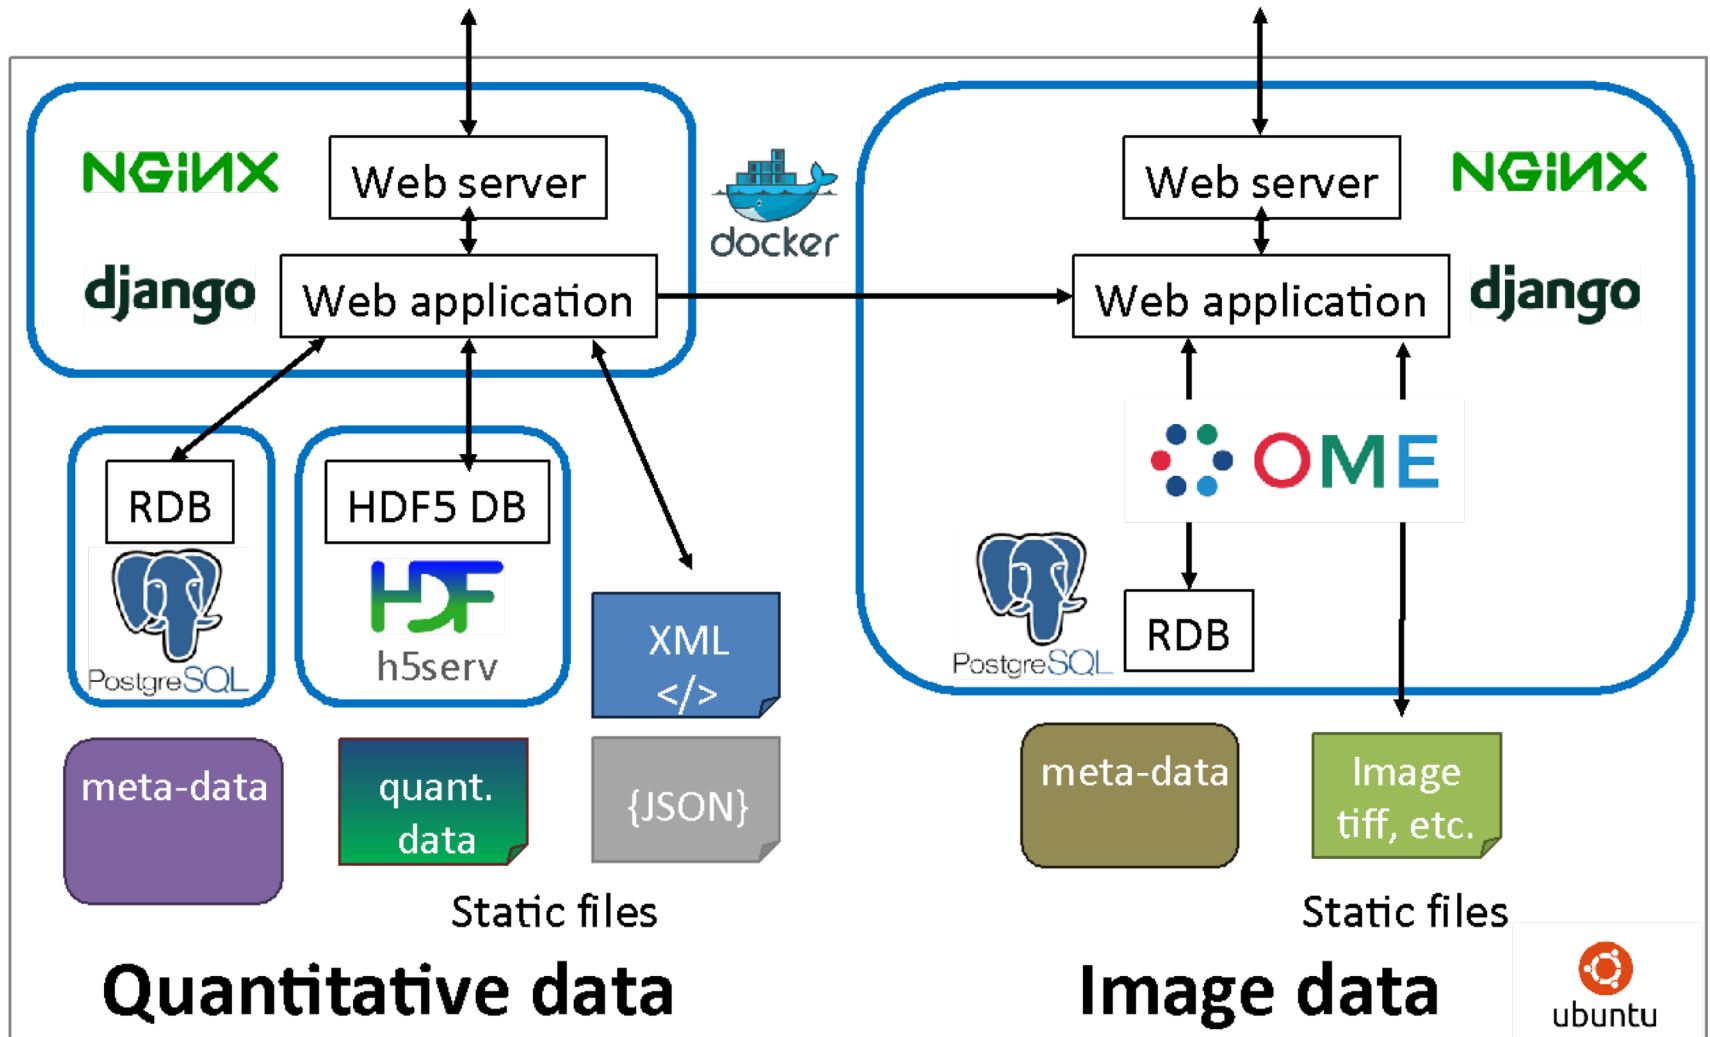 NGiNX
Web server
docker
Web server
NGiNX
django
Web application
Web application
django
OME
RDB
HDF5 DB
HDF
PostgreSQL
h5serv
XML
</>
PostgreSQL
RDB
meta-data
quant.
data
{JSON}
meta-data
Image
tiff, etc.
Static files
Static files
Quantitative data
Image data
ubuntu